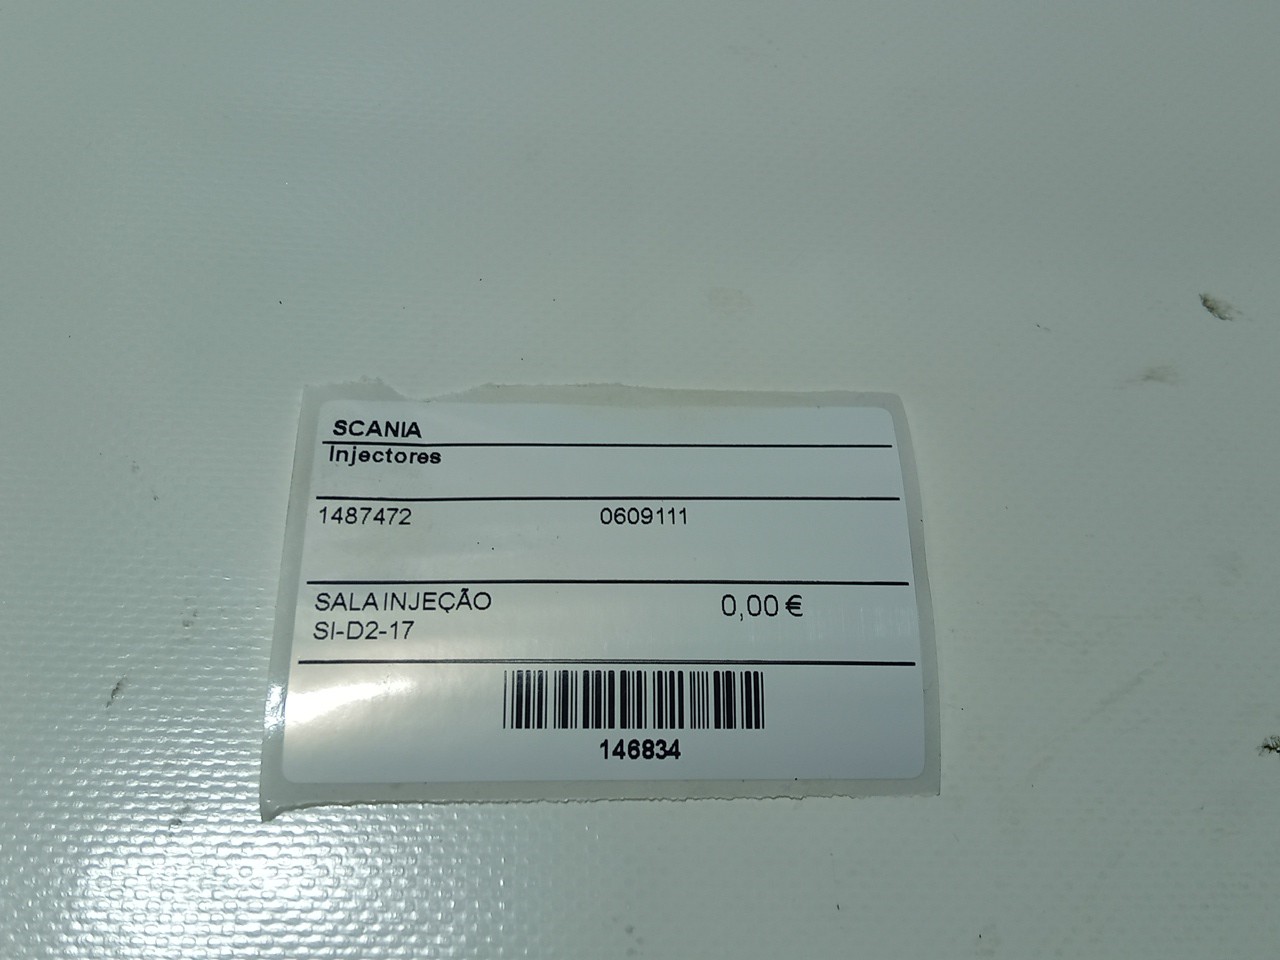 SCANIA
Injectores
1487472 0609111
SALA INJEÇÃO 0,00 €
SI-D2-17
146834